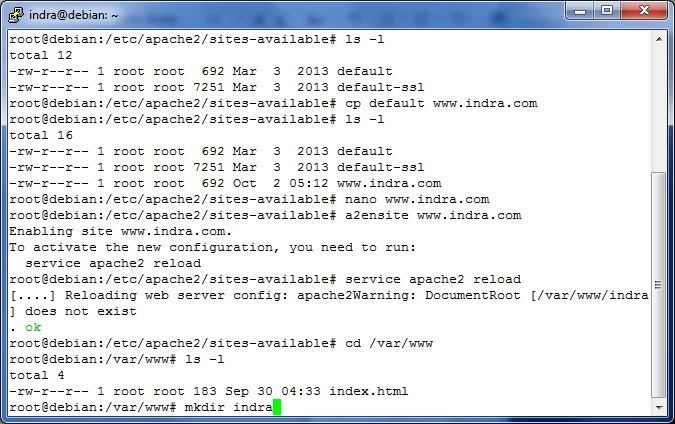 indra@debian: ~
root@debian:/etc/apache2/sites-available# ls -l
total 12
-rw-r--r-- 1 root root  692 Mar  3  2013 default
-rw-r--r-- 1 root root 7251 Mar  3  2013 default-ssl
root@debian:/etc/apache2/sites-available# cp default www.indra.com
root@debian:/etc/apache2/sites-available# ls -l
total 16
-rw-r--r-- 1 root root  692 Mar  3  2013 default
-rw-r--r-- 1 root root 7251 Mar  3  2013 default-ssl
-rw-r--r-- 1 root root  692 Oct  2 05:12 www.indra.com
root@debian:/etc/apache2/sites-available# nano www.indra.com
root@debian:/etc/apache2/sites-available# a2ensite www.indra.com
Enabling site www.indra.com.
To activate the new configuration, you need to run:
  service apache2 reload
root@debian:/etc/apache2/sites-available# service apache2 reload
[....] Reloading web server config: apache2Warning: DocumentRoot [/var/www/indra
] does not exist
. ok
root@debian:/etc/apache2/sites-available# cd /var/www
root@debian:/var/www# ls -l
total 4
-rw-r--r-- 1 root root 183 Sep 30 04:33 index.html
root@debian:/var/www# mkdir indra